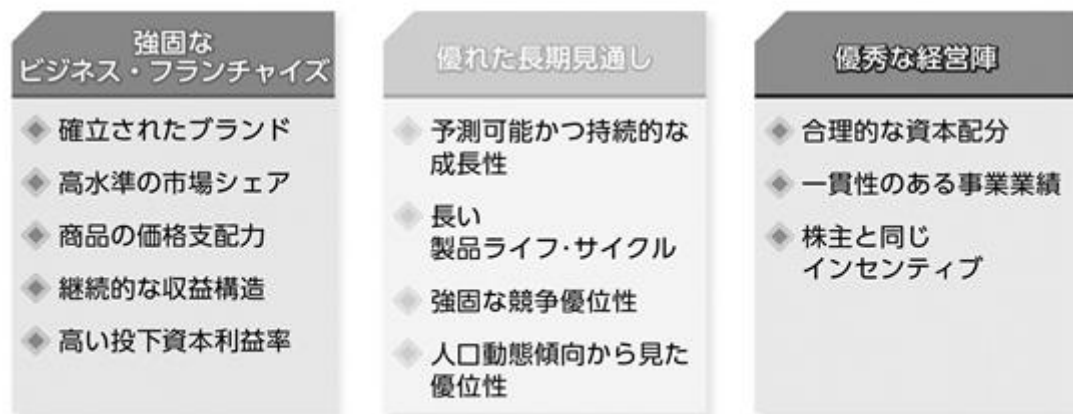 強固な
ビジネス・フランチャイズ
確立されたブランド
高水準の市場シェア
商品の価格支配力
継続的な収益構造
高い投下資本利益率
優れた長期見通し
予測可能かつ持続的な
成長性
長い
製品ライフ・サイクル
強固な競争優位性
人口動態傾向から見た
優位性
優秀な経営陣
合理的な資本配分
一貫性のある事業業績
株主と同じ
インセンティブ